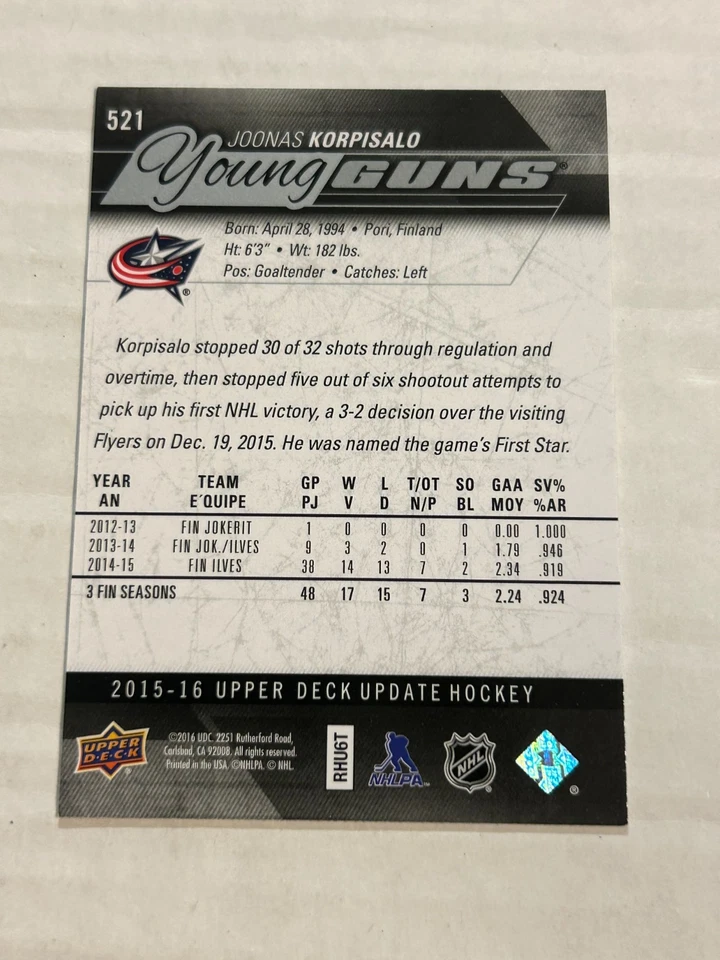 521
JOONAS KORPISALO
Young GUNS®
Born: April 28, 1994 • Pori, Finland
Ht: 6'3" • Wt: 182 lbs.
Pos: Goaltender • Catches: Left
®
Korpisalo stopped 30 of 32 shots through regulation and
overtime, then stopped five out of six shootout attempts to
pick up his first NHL victory, a 3-2 decision over the visiting
Flyers on Dec. 19, 2015. He was named the game's First Star.
YEAR TEAM GP W L T/OT SO GAA SV%
AN E´QUIPE PJ V D N/P BL MOY %AR
2012-13 FIN JOKERIT 1 0 0 0 0 0.00 1.000
2013-14 FIN JOK./ILVES 9 3 2 0 1 1.79 .946
2014-15 FIN ILVES 38 14 13 7 2 2.34 .919
3 FIN SEASONS 48 17 15 7 3 2.24 .924
2015-16 UPPER DECK UPDATE HOCKEY
UPPER DECK
©2016 UDC. 2251 Rutherford Road,
Carlsbad, CA 92008. All rights reserved.
Printed in the USA. ©NHLPA. © NHL.
RHU6T
NHLPA™
NHL
®